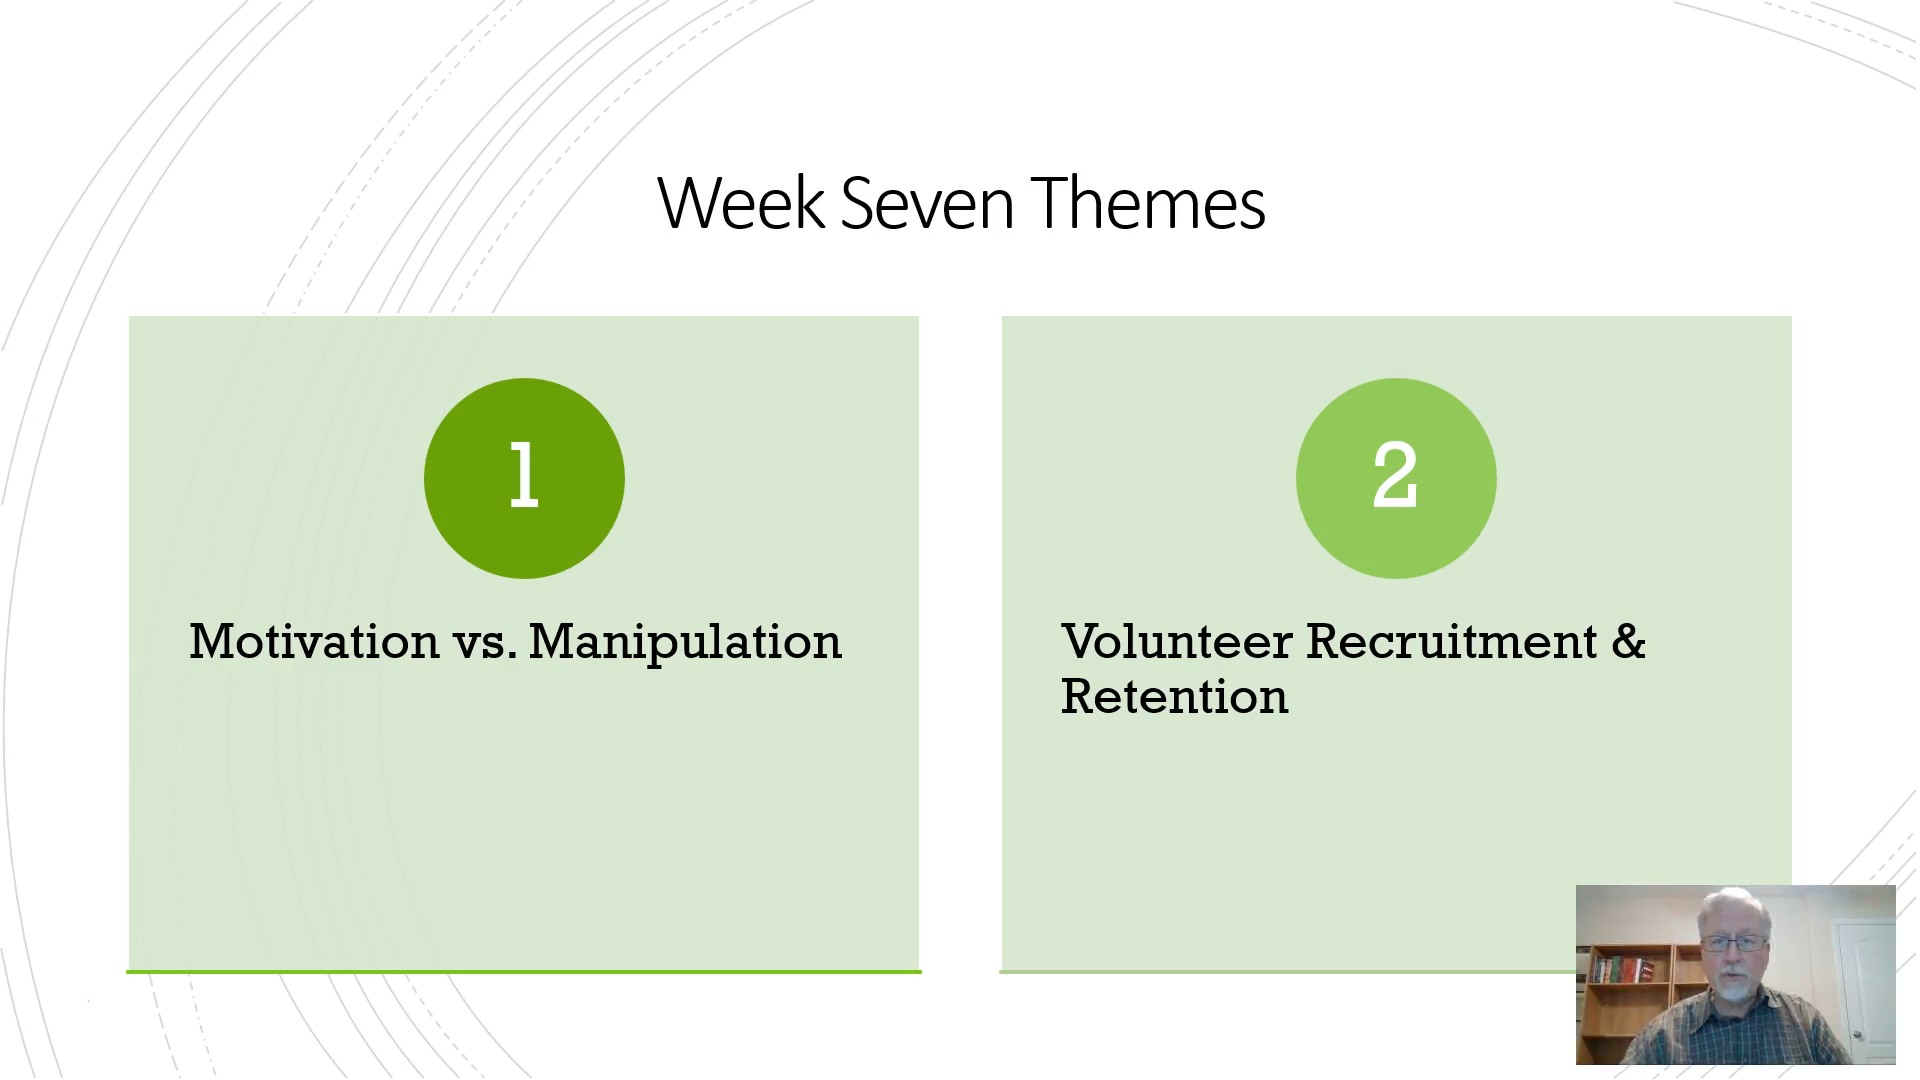 Week Seven Themes
1
Motivation vs. Manipulation
2
Volunteer Recruitment &
Retention